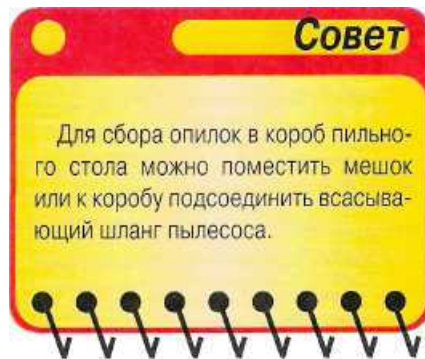 Совет
Для сбора опилок в короб пильно-
го стола можно поместить мешок
или к коробу подсоединить всасыва-
ющий шланг пылесоса.